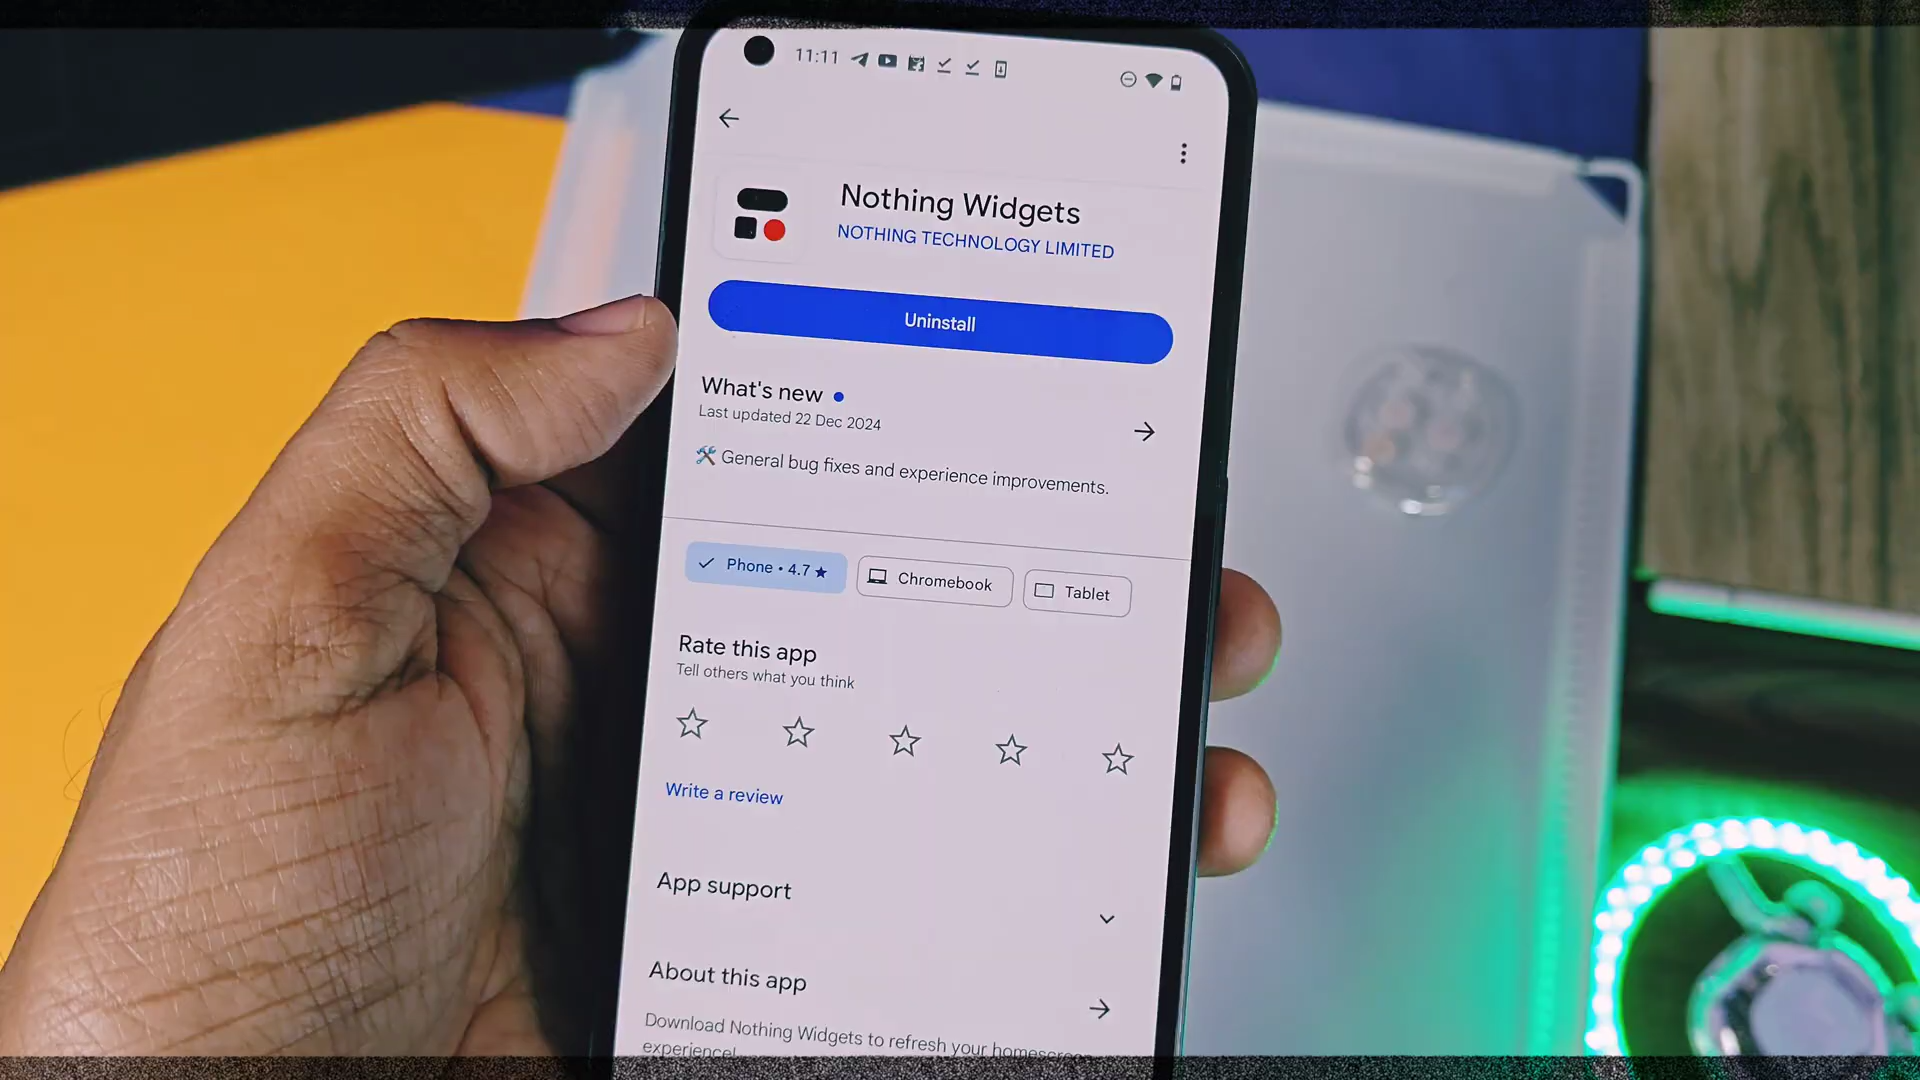 11:11
Nothing Widgets
NOTHING TECHNOLOGY LIMITED
Uninstall
What's new
Last updated 22 Dec 2024
🛠 General bug fixes and experience improvements.
Phone • 4.7 ★
Chromebook
Tablet
Rate this app
Tell others what you think
Write a review
App support
About this app
Download Nothing Widgets to refresh your homescreen
experience!